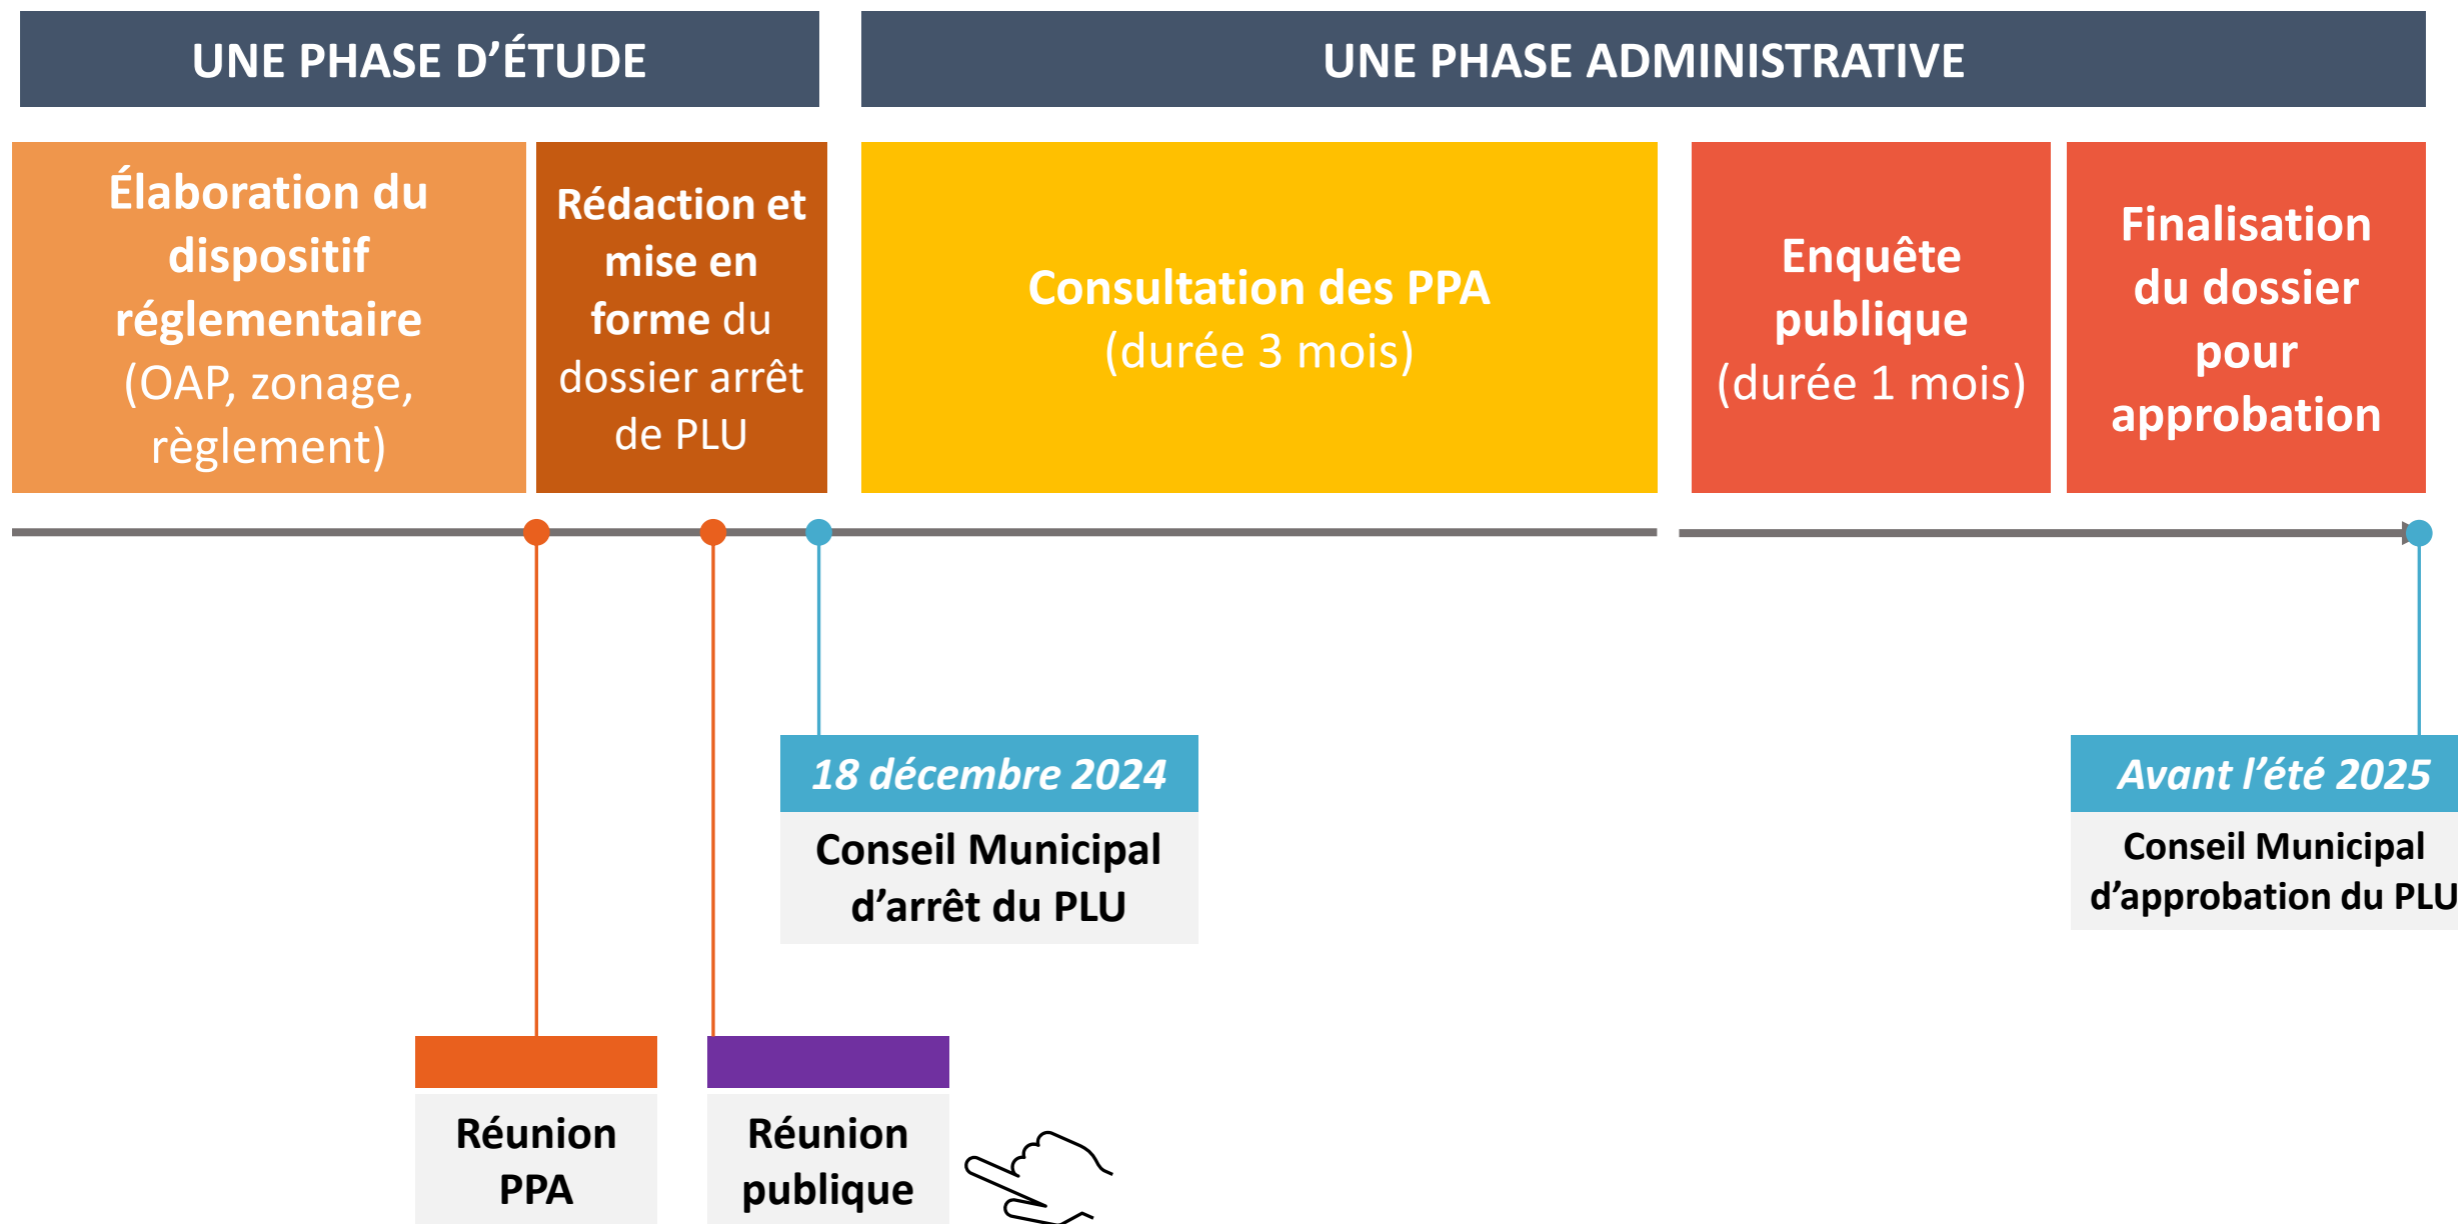 UNE PHASE D’ÉTUDE
UNE PHASE ADMINISTRATIVE
Élaboration du
dispositif
réglementaire
(OAP, zonage,
règlement)
Rédaction et
mise en
forme du
dossier arrêt
de PLU
Consultation des PPA
(durée 3 mois)
Enquête
publique
(durée 1 mois)
Finalisation
du dossier
pour
approbation
18 décembre 2024
Conseil Municipal
d’arrêt du PLU
Avant l’été 2025
Conseil Municipal
d’approbation du PLU
Réunion
PPA
Réunion
publique